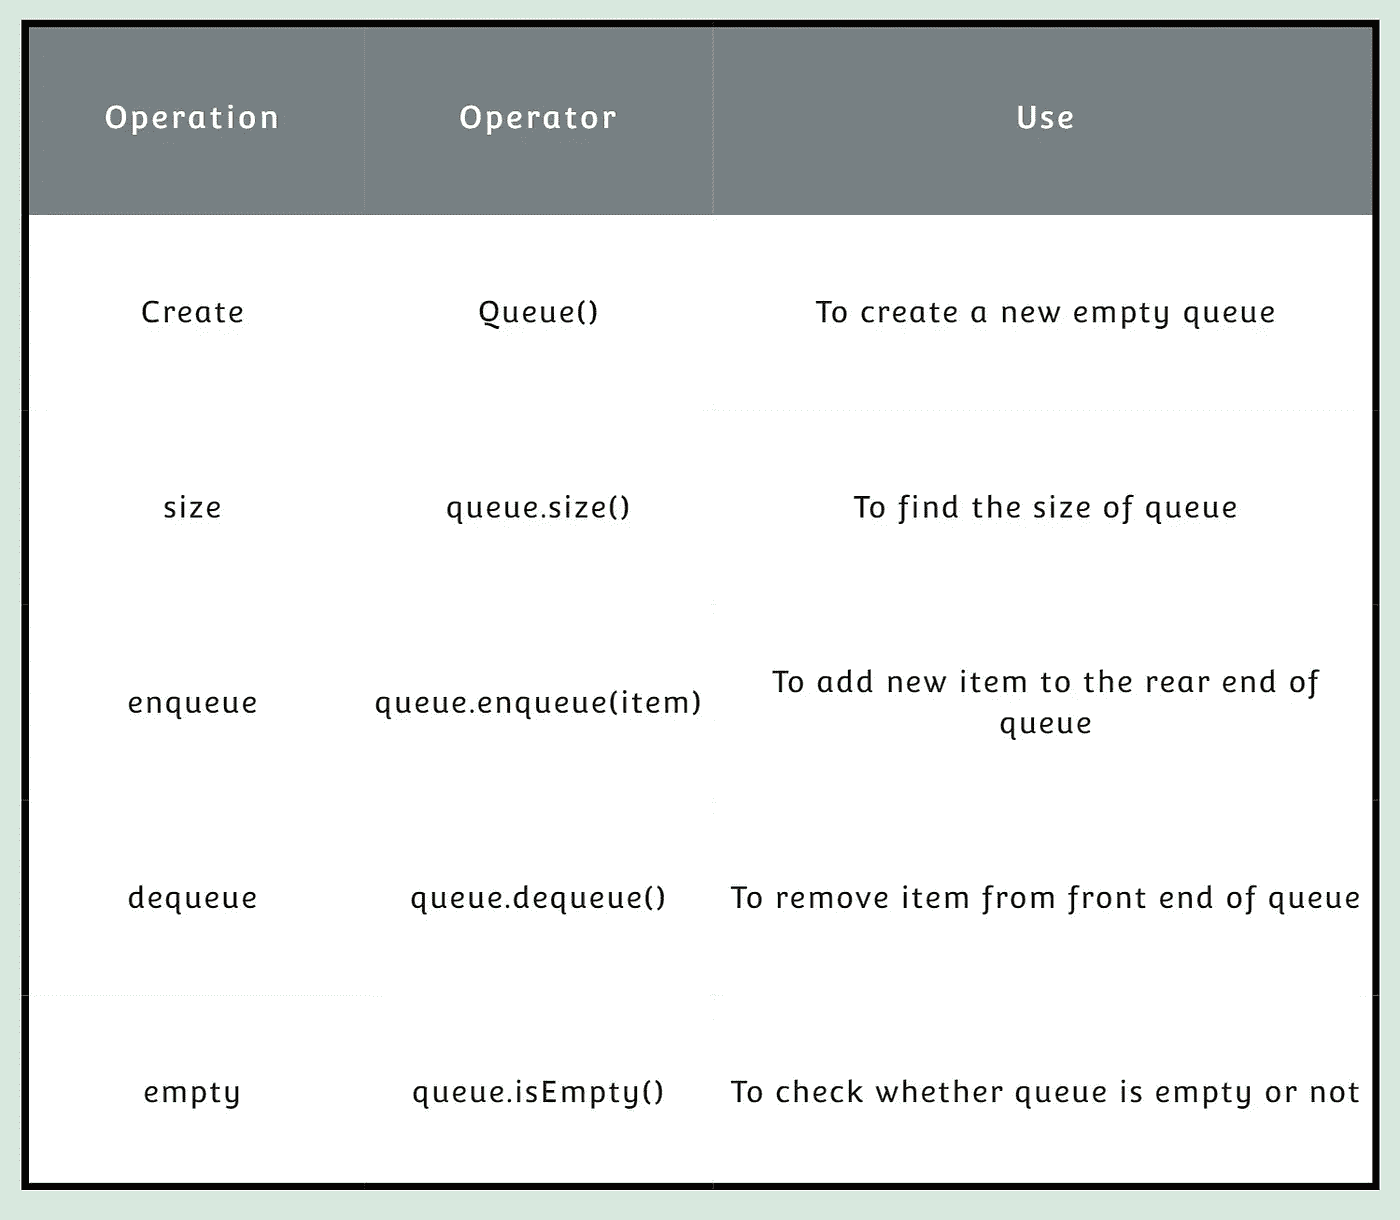 Operation Operator Use
Create Queue() To create a new empty queue
size queue.size() To find the size of queue
enqueue queue.enqueue(item) To add new item to the rear end of
queue
dequeue queue.dequeue() To remove item from front end of queue
empty queue.isEmpty() To check whether queue is empty or not